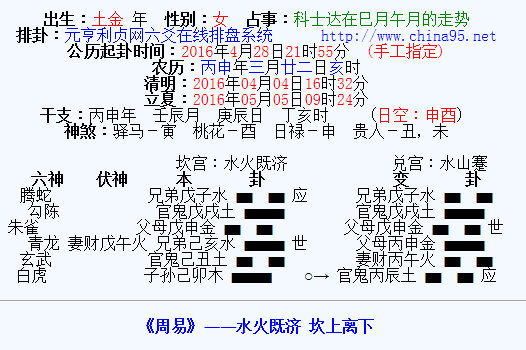 出生：土金 年　性别：女　占事：科士达在巳月午月的走势
排卦：元亨利贞网六爻在线排盘系统　http://www.china95.net
公历起卦时间：2016年4月28日21时55分　(手工指定)
农历：丙申年三月廿二日亥时
清明：2016年04月04日16时32分
立夏：2016年05月05日09时24分
干支：丙申年　壬辰月　庚辰日　丁亥时　(日空：申酉)
神煞：驿马－寅　桃花－酉　日禄－申　贵人－丑，未
坎宫：水火既济　兑宫：水山蹇
六神　伏神　本　卦　变　卦
腾蛇　兄弟戊子水　应　兄弟戊子水
勾陈　官鬼戊戌土　官鬼戊戌土
朱雀　父母戊申金　父母戊申金　世
青龙　妻财戊午火　兄弟己亥水　世　父母丙申金
玄武　官鬼己丑土　妻财丙午火
白虎　子孙己卯木　○→　官鬼丙辰土　应
《周易》——水火既济 坎上离下